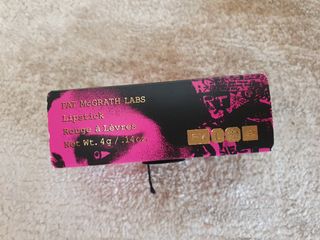 PAT McGRATH LABS
Lipstick
Rouge à Lèvres
Net Wt. 4g / .14oz.